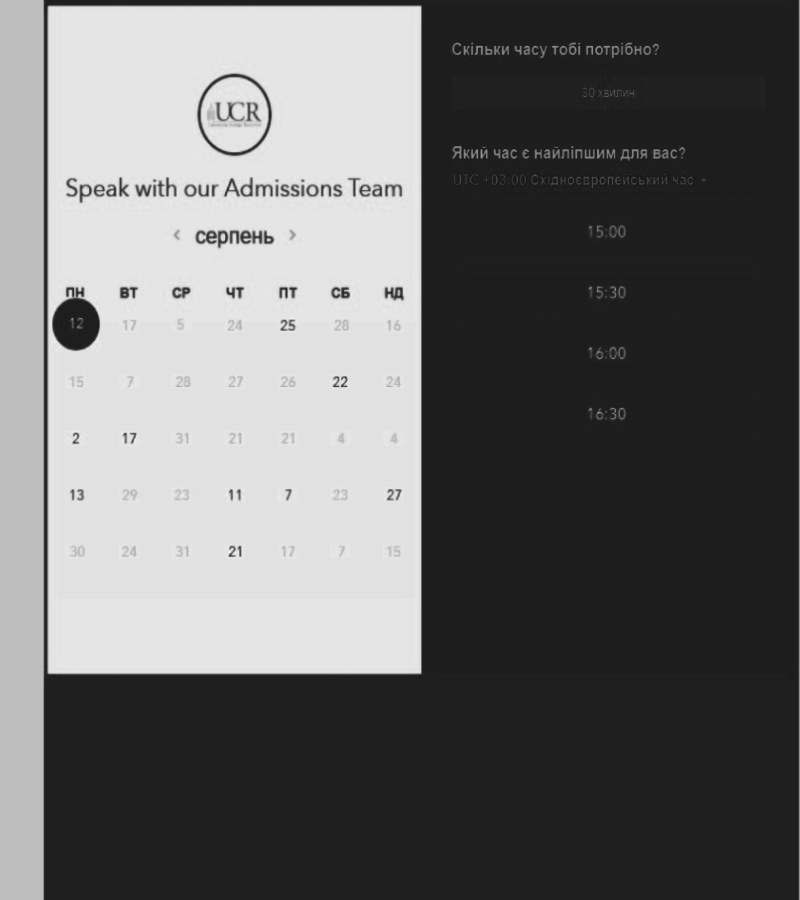 UCR
Speak with our Admissions Team
< серпень >
ПН ВТ СР ЧТ ПТ СБ НД
12 17 5 24 25 28 16
15 7 28 27 26 22 24
2 17 31 21 21 4 4
13 29 23 11 7 23 27
30 24 31 21 17 7 15
Скільки часу тобі потрібно?
30 хвилин
Який час є найліпшим для вас?
UTC +03:00 Східноєвропейський час
15:00
15:30
16:00
16:30